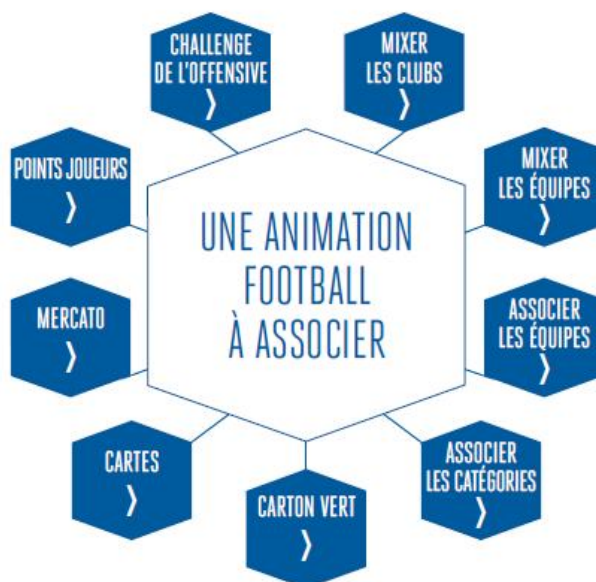 CHALLENGE
DE L'OFFENSIVE
MIXER
LES CLUBS
POINTS JOUEURS
MIXER
LES ÉQUIPES
UNE ANIMATION
FOOTBALL
À ASSOCIER
MERCATO
ASSOCIER
LES ÉQUIPES
CARTES
ASSOCIER
LES CATÉGORIES
CARTON VERT